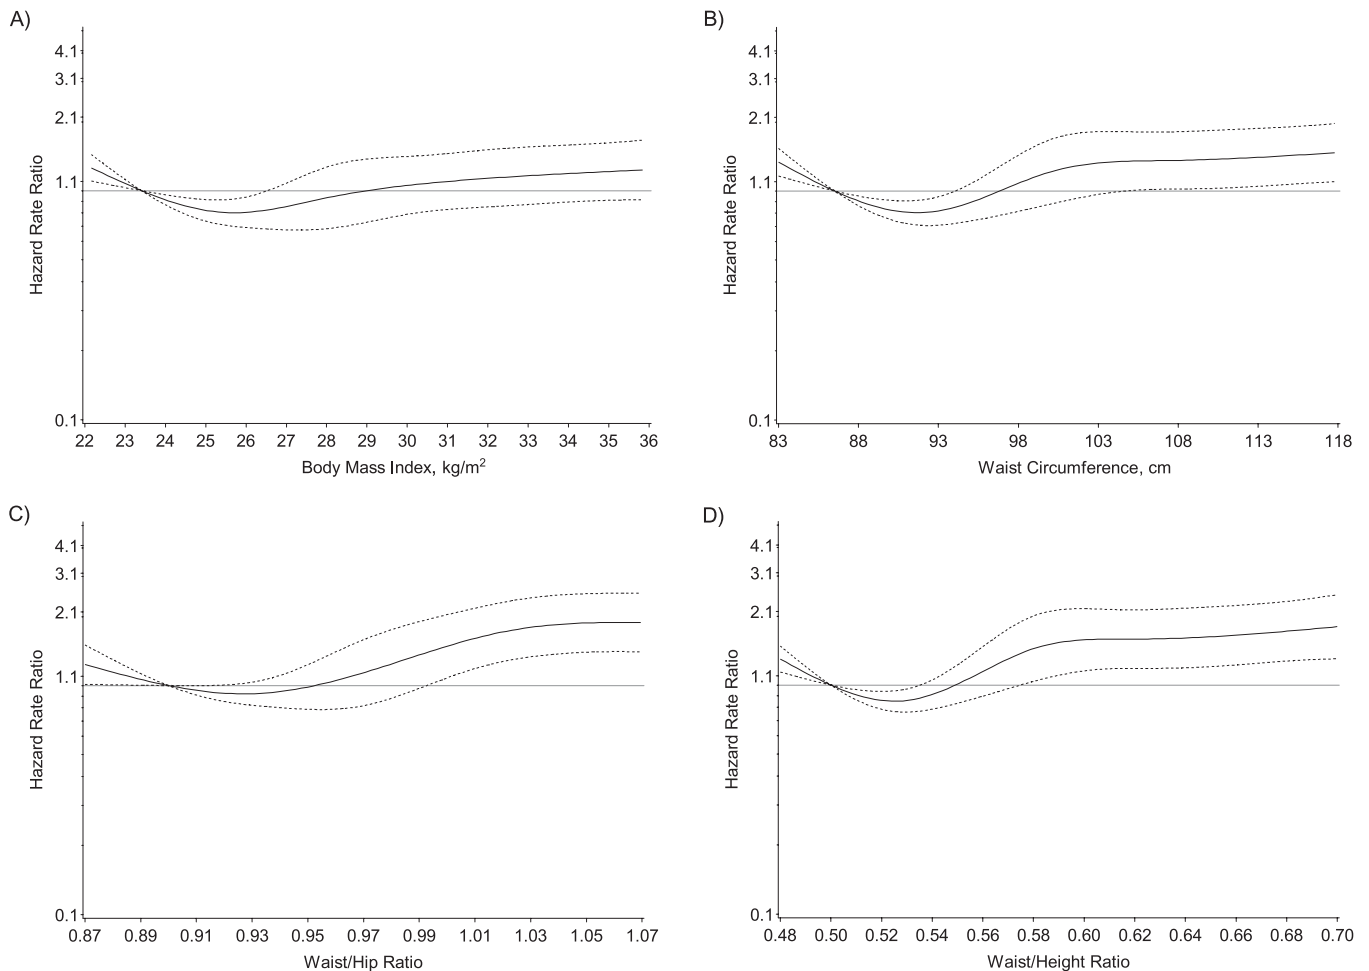 A)
4.1
3.1
2.1
1.1
0.1
Hazard Rate Ratio
22 23 24 25 26 27 28 29 30 31 32 33 34 35 36
Body Mass Index, kg/m²
B)
4.1
3.1
2.1
1.1
0.1
Hazard Rate Ratio
83 88 93 98 103 108 113 118
Waist Circumference, cm
C)
4.1
3.1
2.1
1.1
0.1
Hazard Rate Ratio
0.87 0.89 0.91 0.93 0.95 0.97 0.99 1.01 1.03 1.05 1.07
Waist/Hip Ratio
D)
4.1
3.1
2.1
1.1
0.1
Hazard Rate Ratio
0.48 0.50 0.52 0.54 0.56 0.58 0.60 0.62 0.64 0.66 0.68 0.70
Waist/Height Ratio